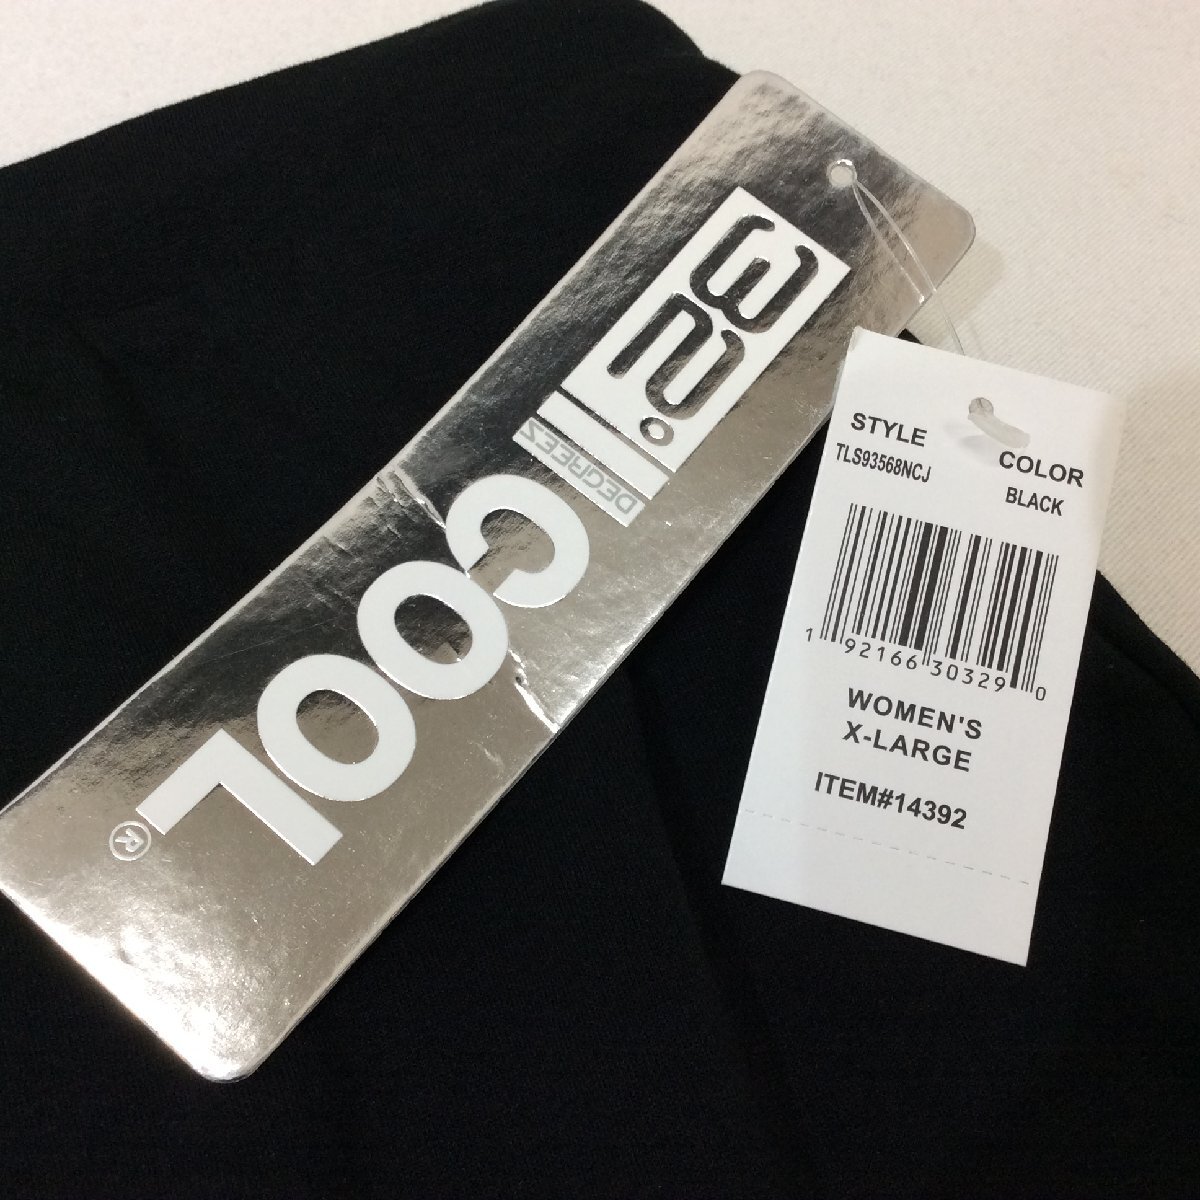 32°
DEGREES
COOL®
STYLE
TLS93568NCJ
COLOR
BLACK
1 92166 30329 0
WOMEN'S
X-LARGE
ITEM#14392